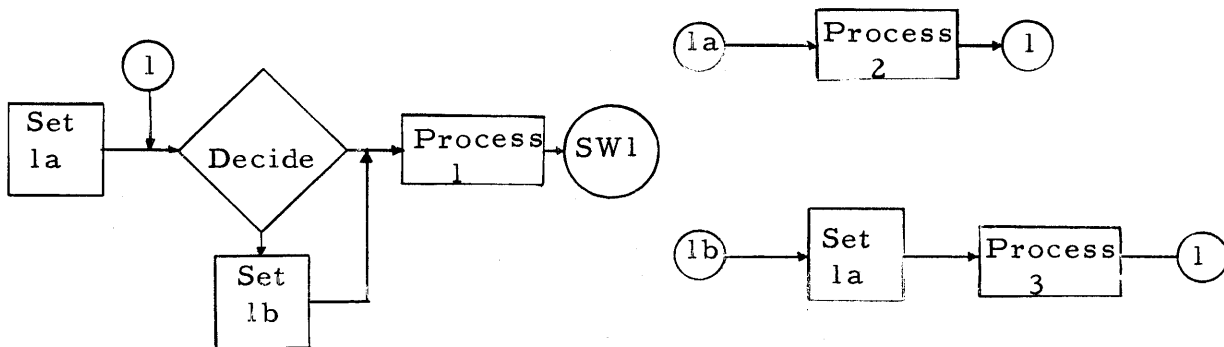 1
Set
1a
Decide
Process
1
SW1
Set
1b
1a
Process
2
1
1b
Set
1a
Process
3
1